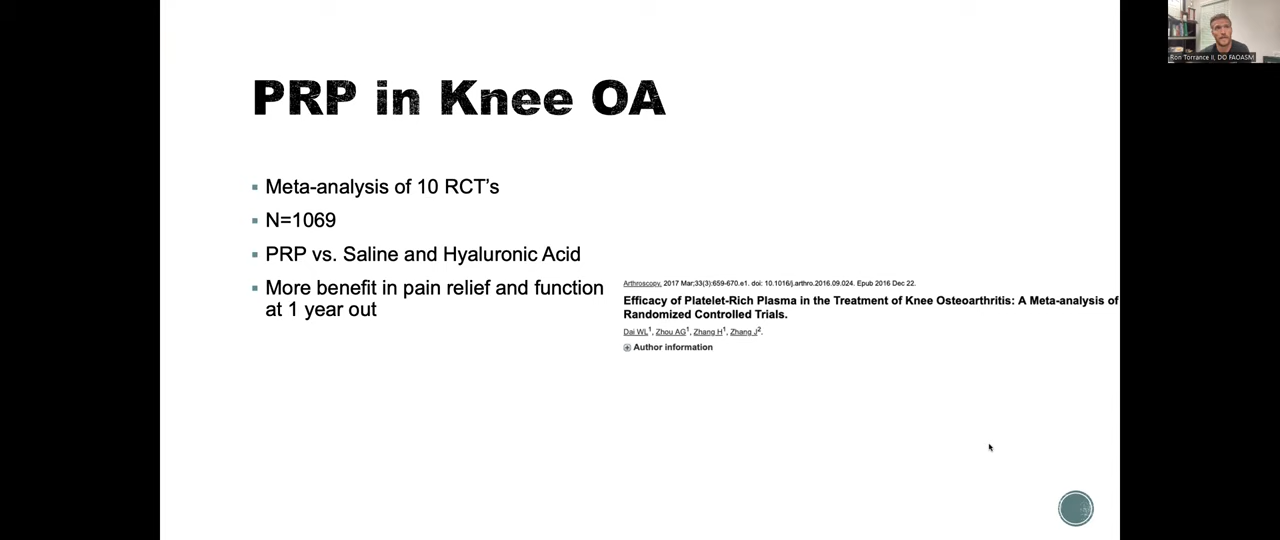 Ron Torrance II, DO FAOASM
PRP in Knee OA
Meta-analysis of 10 RCT's
N=1069
PRP vs. Saline and Hyaluronic Acid
More benefit in pain relief and function
at 1 year out
Arthroscopy. 2017 Mar;33(3):659-670.e1. doi: 10.1016/j.arthro.2016.09.024. Epub 2016 Dec 22.
Efficacy of Platelet-Rich Plasma in the Treatment of Knee Osteoarthritis: A Meta-analysis of
Randomized Controlled Trials.
Dai WL1, Zhou AG1, Zhang H1, Zhang J2.
Author information